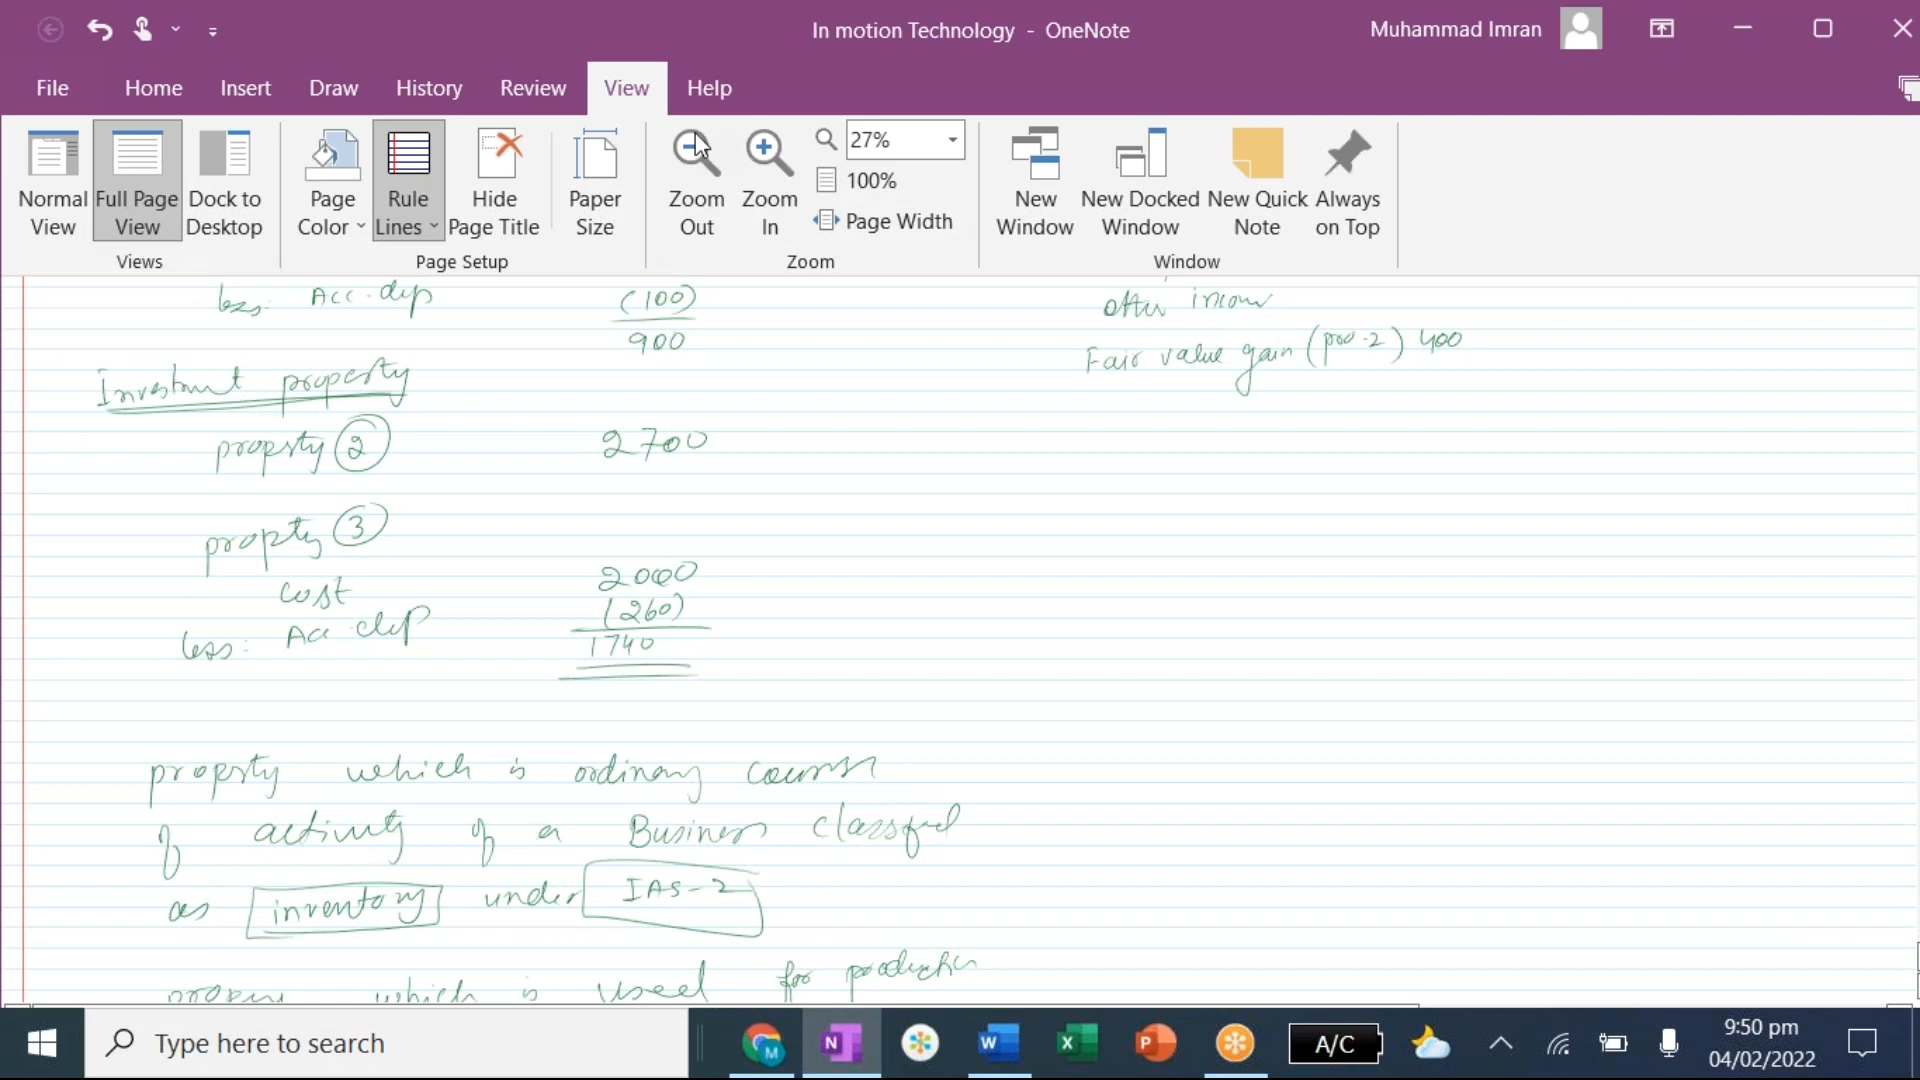 In motion Technology - OneNote
Muhammad Imran
File Home Insert Draw History Review View Help
Normal View
Full Page View
Dock to Desktop
Views
Page Color
Rule Lines
Hide Page Title
Paper Size
Page Setup
Zoom Out
Zoom In
27%
100%
Page Width
Zoom
New Window
New Docked Window
New Quick Note
Always on Top
Window
less: Acc. dep (100)
900
other income
Fair value gain (pro-2) 400
Investment property
property 2 2700
property 3
Cost 2000
less: Acc dep (260)
1740
property which is ordinary course
of activity of a Business classified
as inventory under IAS-2
which is used for production
Type here to search
A/C
9:50 pm
04/02/2022